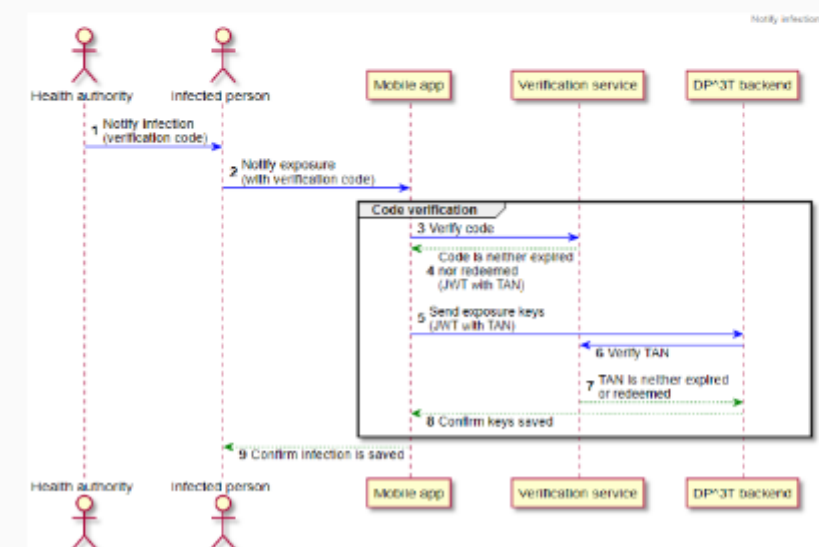 Notify infection
Health authority
Infected person
Mobile app
Verification service
DP^3T backend
1 Notify infection
(verification code)
2 Notify exposure
(with verification code)
Code verification
3 Verify code
Code is neither expired
4 nor redeemed
(JWT with TAN)
5 Send exposure keys
(JWT with TAN)
6 Verify TAN
7 TAN is neither expired
or redeemed
8 Confirm keys saved
9 Confirm infection is saved
Health authority
Infected person
Mobile app
Verification service
DP^3T backend